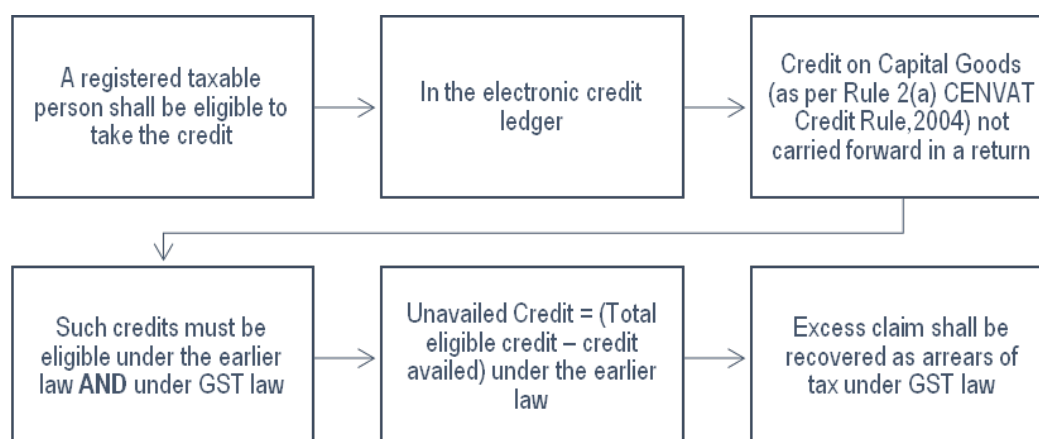 A registered taxable
person shall be eligible to
take the credit
In the electronic credit
ledger
Credit on Capital Goods
(as per Rule 2(a) CENVAT
Credit Rule,2004) not
carried forward in a return
Such credits must be
eligible under the earlier
law AND under GST law
Unavailed Credit = (Total
eligible credit – credit
availed) under the earlier
law
Excess claim shall be
recovered as arrears of
tax under GST law